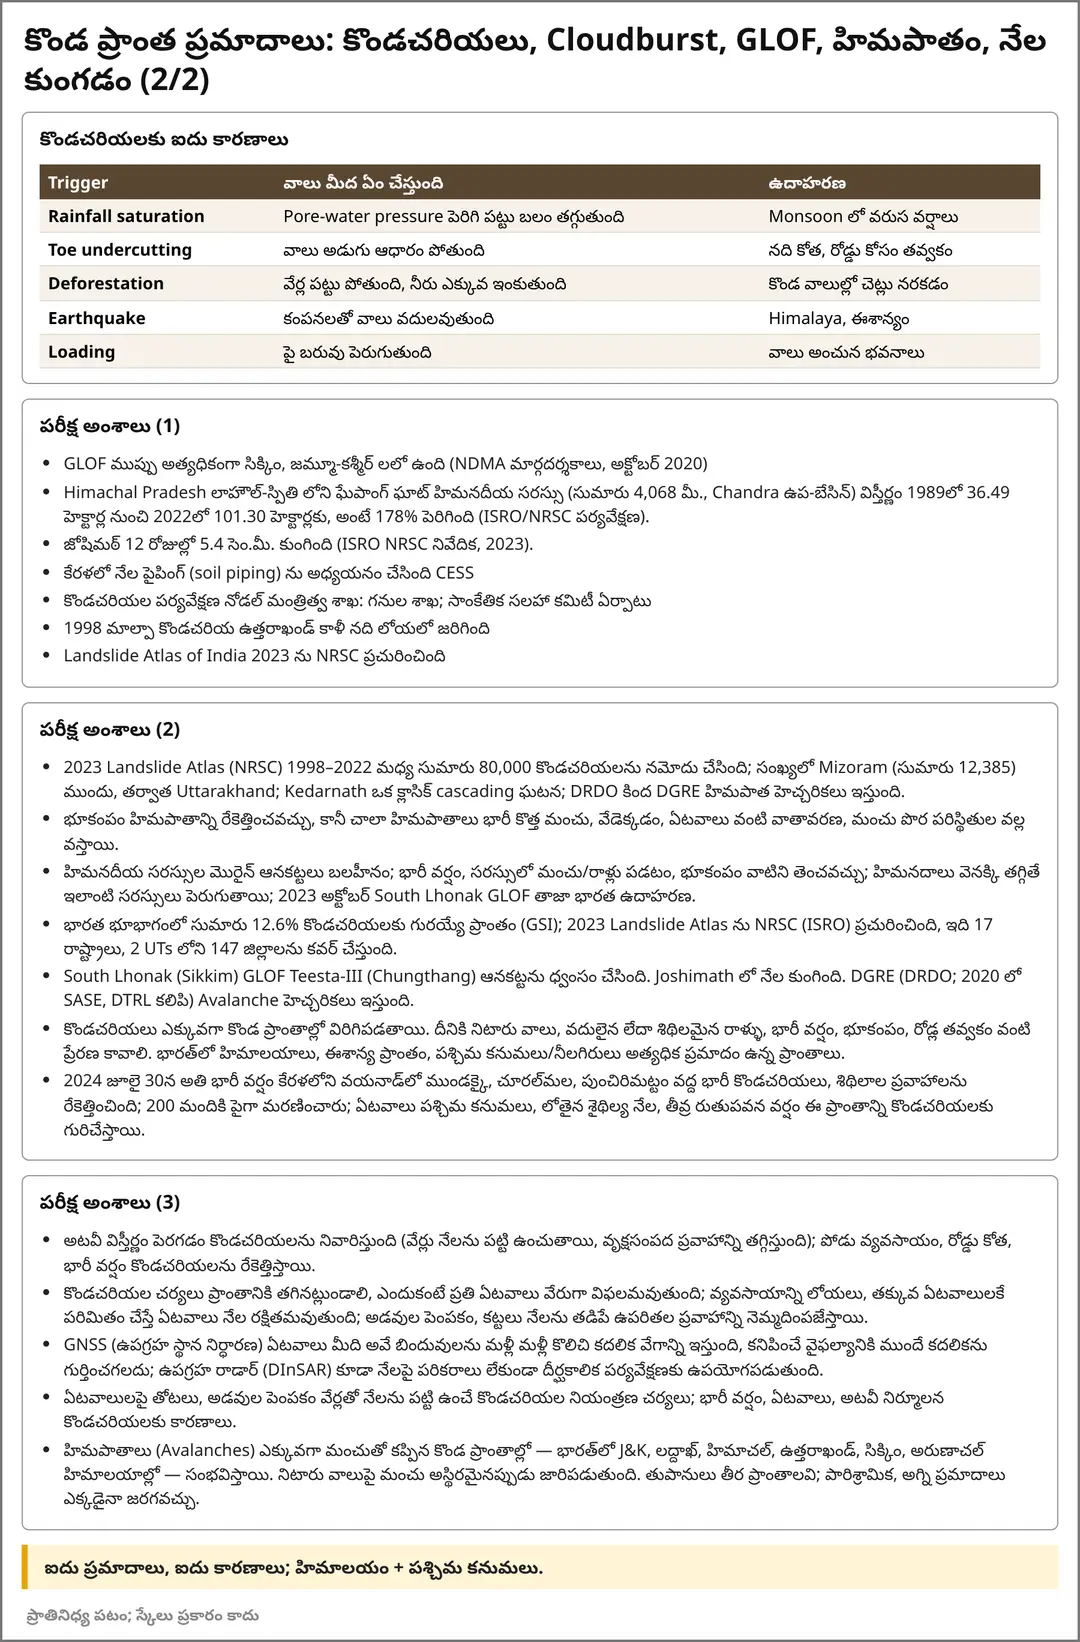 కొండ ప్రాంత ప్రమాదాలు: కొండచరియలు, Cloudburst, GLOF, హిమపాతం, నేల
కుంగడం (2/2)
కొండచరియలకు ఐదు కారణాలు
Trigger వాలు మీద ఏం చేస్తుంది ఉదాహరణ
Rainfall saturation Pore-water pressure పెరిగి పట్టు బలం తగ్గుతుంది Monsoon లో వరుస వర్షాలు
Toe undercutting వాలు అడుగు ఆధారం పోతుంది నది కోత, రోడ్డు కోసం తవ్వకం
Deforestation వేర్ల పట్టు పోతుంది, నీరు ఎక్కువ ఇంకుతుంది కొండ వాలుల్లో చెట్లు నరకడం
Earthquake కంపనలతో వాలు వదులవుతుంది Himalaya, ఈశాన్యం
Loading పై బరువు పెరుగుతుంది వాలు అంచున భవనాలు
పరీక్ష అంశాలు (1)
• GLOF ముప్పు అత్యధికంగా సిక్కిం, జమ్మూ-కశ్మీర్ లలో ఉంది (NDMA మార్గదర్శకాలు, అక్టోబర్ 2020)
• Himachal Pradesh లాహౌల్-స్పితి లోని ఘేపాంగ్ ఘాట్ హిమనదీయ సరస్సు (సుమారు 4,068 మీ., Chandra ఉప-బేసిన్) విస్తీర్ణం 1989లో 36.49
హెక్టార్ల నుంచి 2022లో 101.30 హెక్టార్లకు, అంటే 178% పెరిగింది (ISRO/NRSC పర్యవేక్షణ).
• జోషిమఠ్ 12 రోజుల్లో 5.4 సెం.మీ. కుంగింది (ISRO NRSC నివేదిక, 2023).
• కేరళలో నేల పైపింగ్ (soil piping) ను అధ్యయనం చేసింది CESS
• కొండచరియల పర్యవేక్షణ నోడల్ మంత్రిత్వ శాఖ: గనుల శాఖ; సాంకేతిక సలహా కమిటీ ఏర్పాటు
• 1998 మాల్పా కొండచరియ ఉత్తరాఖండ్ కాళీ నది లోయలో జరిగింది
• Landslide Atlas of India 2023 ను NRSC ప్రచురించింది
పరీక్ష అంశాలు (2)
• 2023 Landslide Atlas (NRSC) 1998–2022 మధ్య సుమారు 80,000 కొండచరియలను నమోదు చేసింది; సంఖ్యలో Mizoram (సుమారు 12,385)
ముందు, తర్వాత Uttarakhand; Kedarnath ఒక క్లాసిక్ cascading ఘటన; DRDO కింద DGRE హిమపాత హెచ్చరికలు ఇస్తుంది.
• భూకంపం హిమపాతాన్ని రేకెత్తించవచ్చు, కానీ చాలా హిమపాతాలు భారీ కొత్త మంచు, వేడెక్కడం, ఏటవాలు వంటి వాతావరణ, మంచు పొర పరిస్థితుల వల్ల
వస్తాయి.
• హిమనదీయ సరస్సుల మొరైన్ ఆనకట్టలు బలహీనం; భారీ వర్షం, సరస్సులో మంచు/రాళ్లు పడటం, భూకంపం వాటిని తెంచవచ్చు; హిమనదాలు వెనక్కి తగ్గితే
ఇలాంటి సరస్సులు పెరుగుతాయి; 2023 అక్టోబర్ South Lhonak GLOF తాజా భారత ఉదాహరణ.
• భారత భూభాగంలో సుమారు 12.6% కొండచరియలకు గురయ్యే ప్రాంతం (GSI); 2023 Landslide Atlas ను NRSC (ISRO) ప్రచురించింది, ఇది 17
రాష్ట్రాలు, 2 UTs లోని 147 జిల్లాలను కవర్ చేస్తుంది.
• South Lhonak (Sikkim) GLOF Teesta-III (Chungthang) ఆనకట్టను ధ్వంసం చేసింది. Joshimath లో నేల కుంగింది. DGRE (DRDO; 2020 లో
SASE, DTRL కలిపి) Avalanche హెచ్చరికలు ఇస్తుంది.
• కొండచరియలు ఎక్కువగా కొండ ప్రాంతాల్లో విరిగిపడతాయి. దీనికి నిటారు వాలు, వదులైన లేదా శిథిలమైన రాళ్ళు, భారీ వర్షం, భూకంపం, రోడ్ల తవ్వకం వంటి
ప్రేరణ కావాలి. భారత్‌లో హిమాలయాలు, ఈశాన్య ప్రాంతం, పశ్చిమ కనుమలు/నీలగిరులు అత్యధిక ప్రమాదం ఉన్న ప్రాంతాలు.
• 2024 జూలై 30న అతి భారీ వర్షం కేరళలోని వయనాడ్‌లో ముండక్కై, చూరల్‌మల, పుంచిరిమట్టం వద్ద భారీ కొండచరియలు, శిథిలాల ప్రవాహాలను
రేకెత్తించింది; 200 మందికి పైగా మరణించారు; ఏటవాలు పశ్చిమ కనుమలు, లోతైన శైథిల్య నేల, తీవ్ర రుతుపవన వర్షం ఈ ప్రాంతాన్ని కొండచరియలకు
గురిచేస్తాయి.
పరీక్ష అంశాలు (3)
• అటవీ విస్తీర్ణం పెరగడం కొండచరియలను నివారిస్తుంది (వేర్లు నేలను పట్టి ఉంచుతాయి, వృక్షసంపద ప్రవాహాన్ని తగ్గిస్తుంది); పోడు వ్యవసాయం, రోడ్డు కోత,
భారీ వర్షం కొండచరియలను రేకెత్తిస్తాయి.
• కొండచరియల చర్యలు ప్రాంతానికి తగినట్లుండాలి, ఎందుకంటే ప్రతి ఏటవాలు వేరుగా విఫలమవుతుంది; వ్యవసాయాన్ని లోయలు, తక్కువ ఏటవాలులకే
పరిమితం చేస్తే ఏటవాలు నేల రక్షితమవుతుంది; అడవుల పెంపకం, కట్టలు నేలను తడిపే ఉపరితల ప్రవాహాన్ని నెమ్మదింపజేస్తాయి.
• GNSS (ఉపగ్రహ స్థాన నిర్ధారణ) ఏటవాలు మీది అవే బిందువులను మళ్లీ మళ్లీ కొలిచి కదలిక వేగాన్ని ఇస్తుంది, కనిపించే వైఫల్యానికి ముందే కదలికను
గుర్తించగలదు; ఉపగ్రహ రాడార్ (DInSAR) కూడా నేలపై పరికరాలు లేకుండా దీర్ఘకాలిక పర్యవేక్షణకు ఉపయోగపడుతుంది.
• ఏటవాలులపై తోటలు, అడవుల పెంపకం వేర్లతో నేలను పట్టి ఉంచే కొండచరియల నియంత్రణ చర్యలు; భారీ వర్షం, ఏటవాలు, అటవీ నిర్మూలన
కొండచరియలకు కారణాలు.
• హిమపాతాలు (Avalanches) ఎక్కువగా మంచుతో కప్పిన కొండ ప్రాంతాల్లో — భారత్‌లో J&K, లద్దాఖ్, హిమాచల్, ఉత్తరాఖండ్, సిక్కిం, అరుణాచల్
హిమాలయాల్లో — సంభవిస్తాయి. నిటారు వాలుపై మంచు అస్థిరమైనప్పుడు జారిపడుతుంది. తుపానులు తీర ప్రాంతాలవి; పారిశ్రామిక, అగ్ని ప్రమాదాలు
ఎక్కడైనా జరగవచ్చు.
ఐదు ప్రమాదాలు, ఐదు కారణాలు; హిమాలయం + పశ్చిమ కనుమలు.
ప్రాతినిధ్య పటం; స్కేలు ప్రకారం కాదు